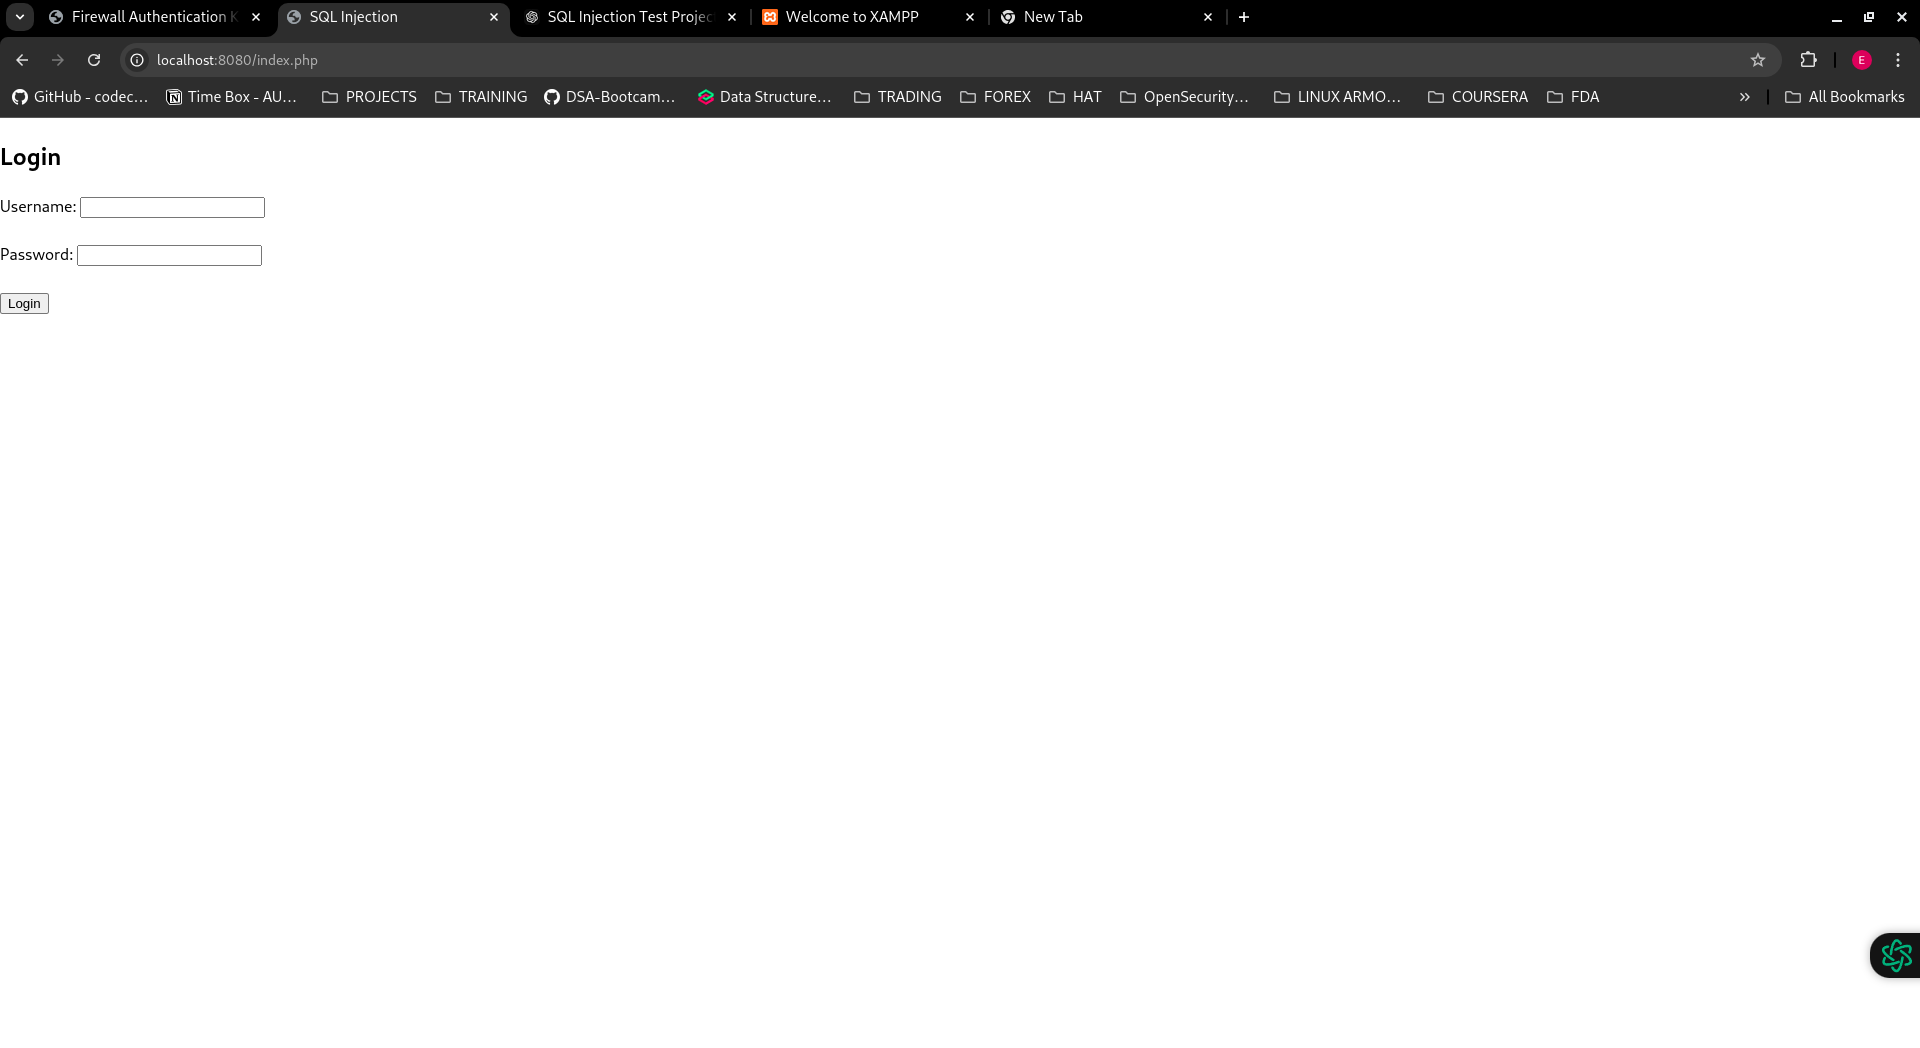 Firewall Authentication K
SQL Injection
SQL Injection Test Projec
Welcome to XAMPP
New Tab
localhost:8080/index.php
E
GitHub - codec...
Time Box - AU...
PROJECTS
TRAINING
DSA-Bootcam...
Data Structure...
TRADING
FOREX
HAT
OpenSecurity...
LINUX ARMO...
COURSERA
FDA
All Bookmarks
Login
Username:
Password:
Login